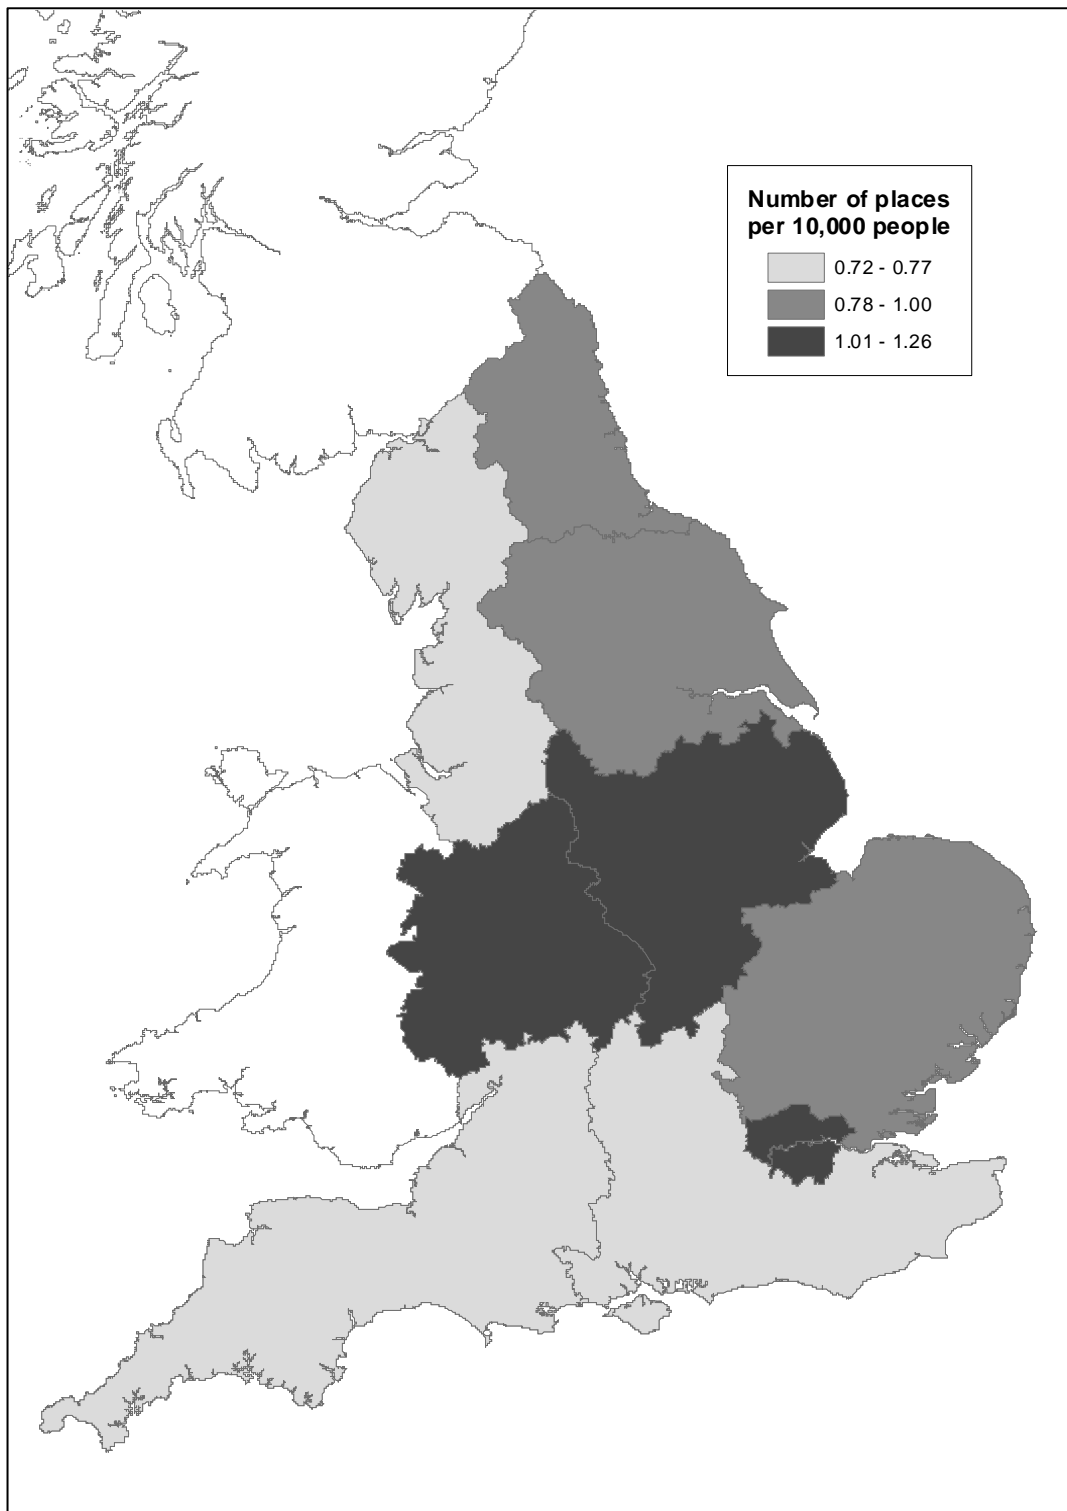 Number of places
per 10,000 people
0.72 - 0.77
0.78 - 1.00
1.01 - 1.26